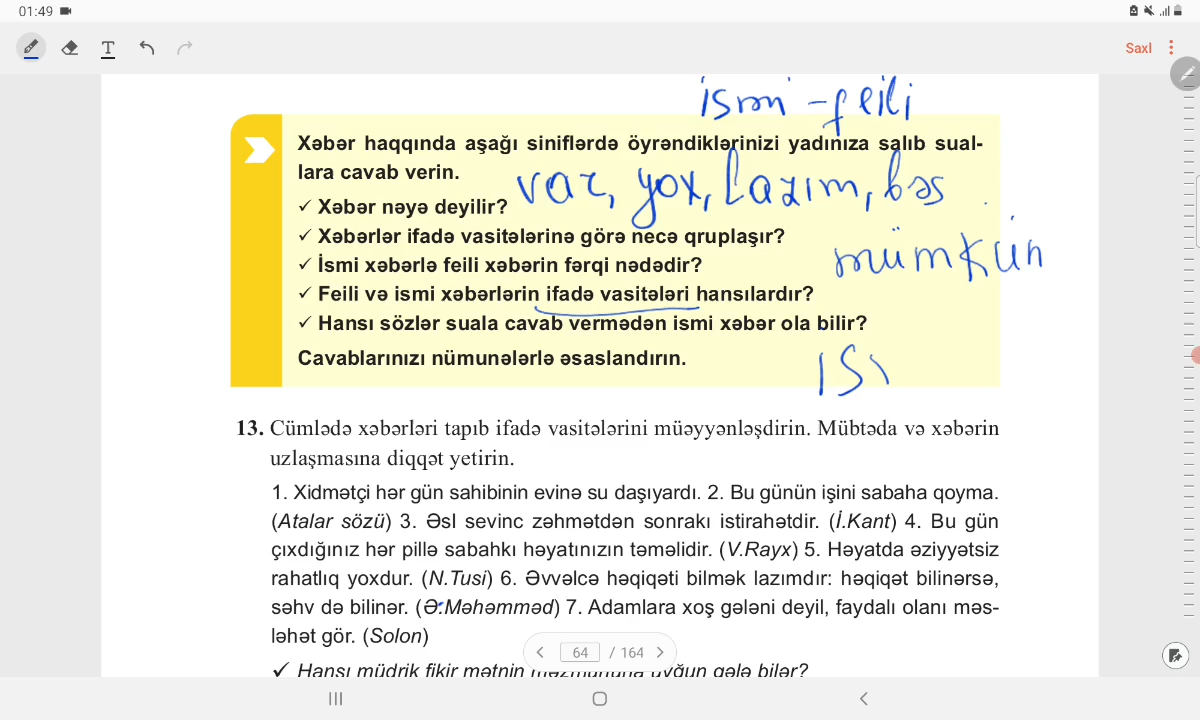 01:49
T
Saxl
ismi - feili
Xəbər haqqında aşağı siniflərdə öyrəndiklərinizi yadınıza salıb sual-
lara cavab verin.
var, yox, Lazım, bəs
✓ Xəbər nəyə deyilir?
✓ Xəbərlər ifadə vasitələrinə görə necə qruplaşır?
mümkün
✓ İsmi xəbərlə feili xəbərin fərqi nədədir?
✓ Feili və ismi xəbərlərin ifadə vasitələri hansılardır?
✓ Hansı sözlər suala cavab vermədən ismi xəbər ola bilir?
Cavablarınızı nümunələrlə əsaslandırın.
13. Cümlədə xəbərləri tapıb ifadə vasitələrini müəyyənləşdirin. Mübtəda və xəbərin
uzlaşmasına diqqət yetirin.
1. Xidmətçi hər gün sahibinin evinə su daşıyardı. 2. Bu günün işini sabaha qoyma.
(Atalar sözü) 3. Əsl sevinc zəhmətdən sonrakı istirahətdir. (İ.Kant) 4. Bu gün
çıxdığınız hər pillə sabahkı həyatınızın təməlidir. (V.Rayx) 5. Həyatda əziyyətsiz
rahatlıq yoxdur. (N.Tusi) 6. Əvvəlcə həqiqəti bilmək lazımdır: həqiqət bilinərsə,
səhv də bilinər. (Ə.Məhəmməd) 7. Adamlara xoş gələni deyil, faydalı olanı məs-
ləhət gör. (Solon)
64 / 164
✓ Hansı müdrik fikir mətnin məzmununa uyğun gələ bilər?